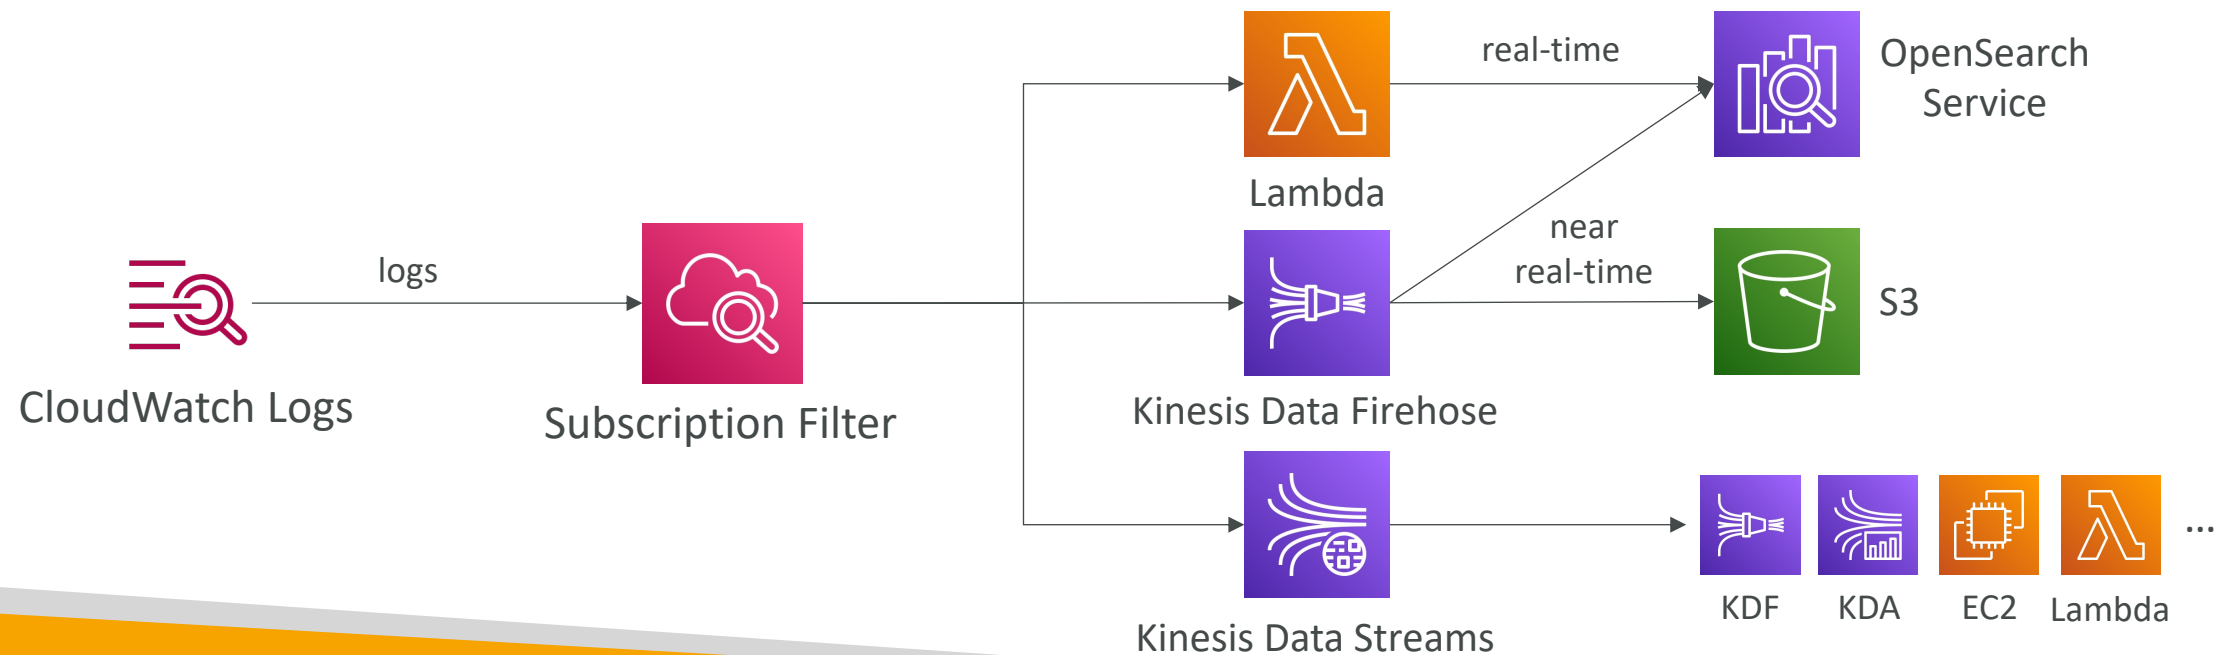 CloudWatch Logs
logs
Subscription Filter
Lambda
real-time
OpenSearch
Service
Kinesis Data Firehose
near
real-time
S3
Kinesis Data Streams
KDF
KDA
EC2
Lambda
...